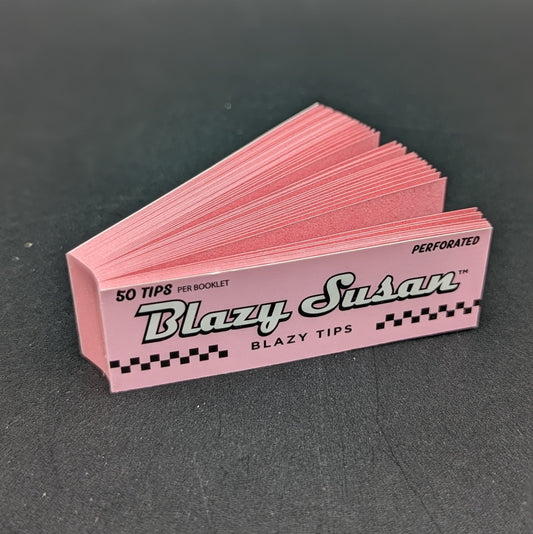 PERFORATED
50 TIPS PER BOOKLET
Blazy Susan™
BLAZY TIPS